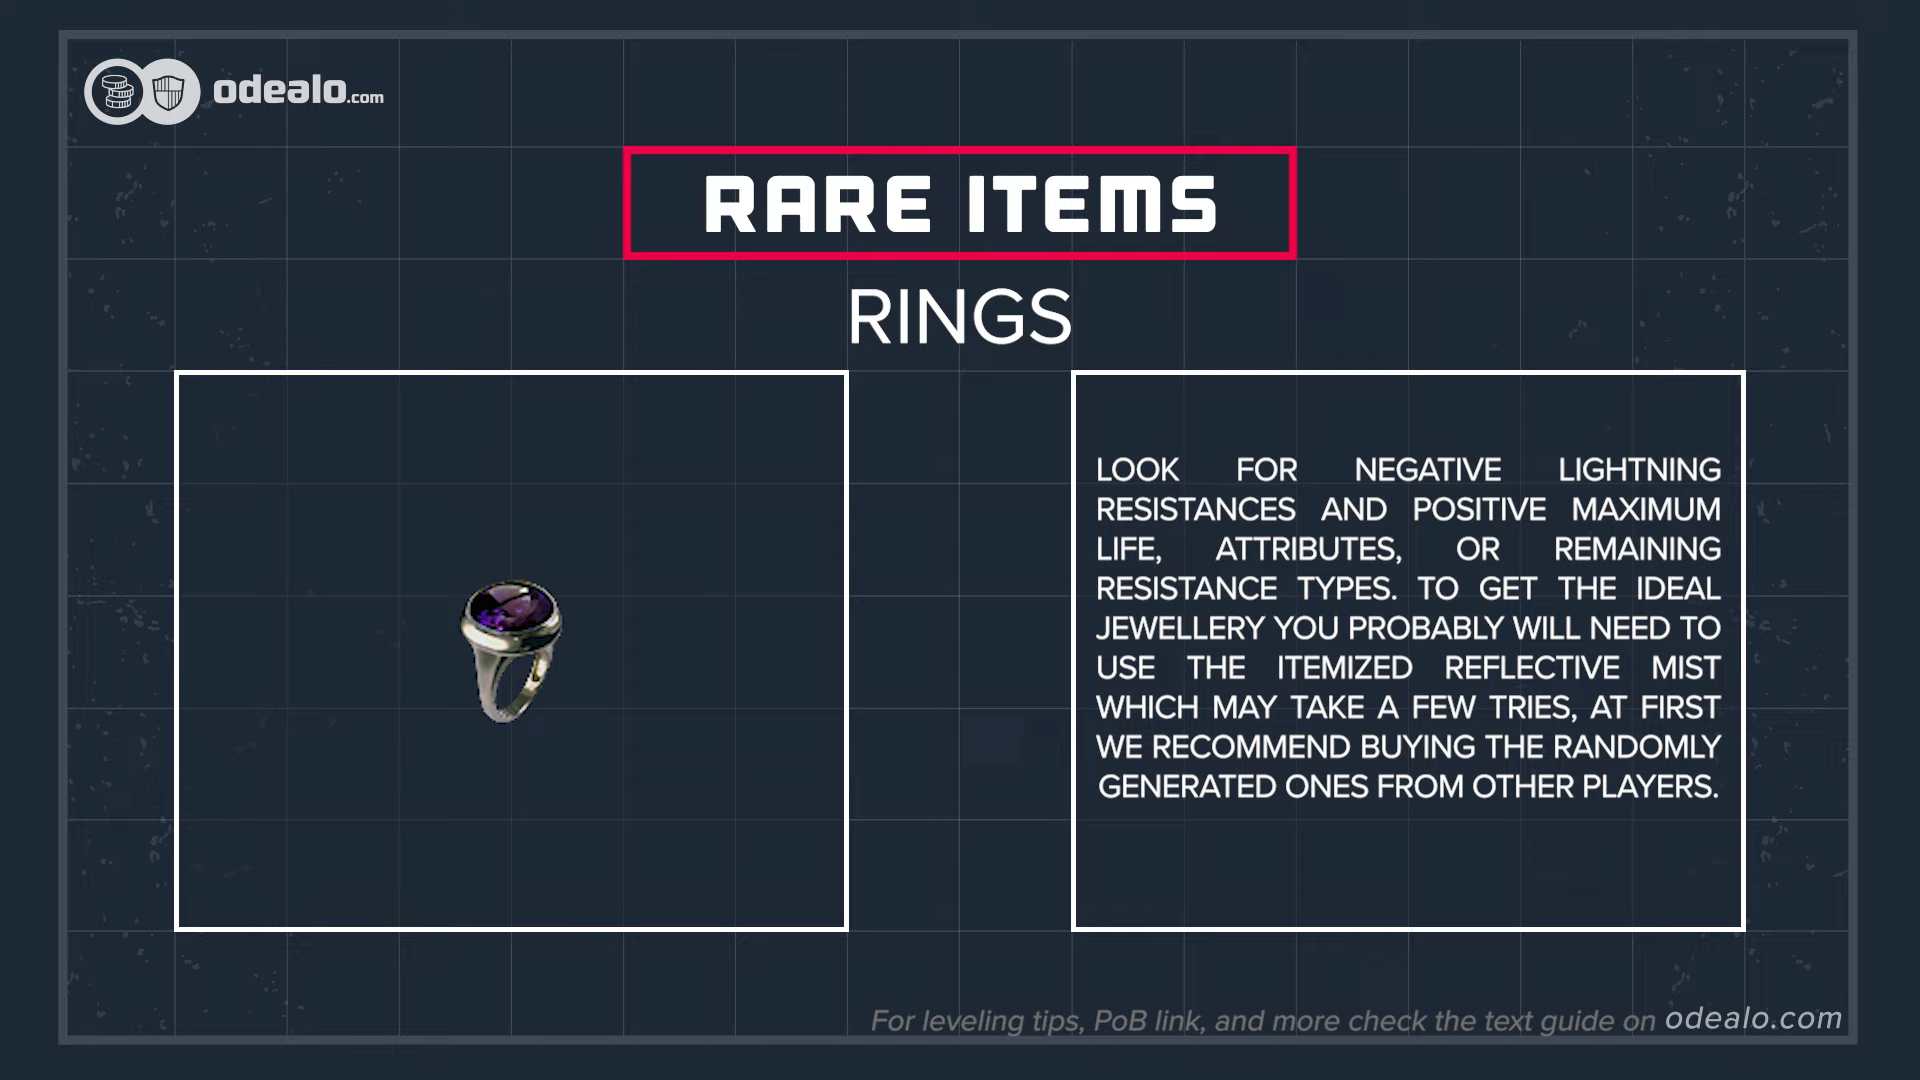 odealo.com
RARE ITEMS
RINGS
LOOK FOR NEGATIVE LIGHTNING
RESISTANCES AND POSITIVE MAXIMUM
LIFE, ATTRIBUTES, OR REMAINING
RESISTANCE TYPES. TO GET THE IDEAL
JEWELLERY YOU PROBABLY WILL NEED TO
USE THE ITEMIZED REFLECTIVE MIST
WHICH MAY TAKE A FEW TRIES, AT FIRST
WE RECOMMEND BUYING THE RANDOMLY
GENERATED ONES FROM OTHER PLAYERS.
For leveling tips, PoB link, and more check the text guide on odealo.com